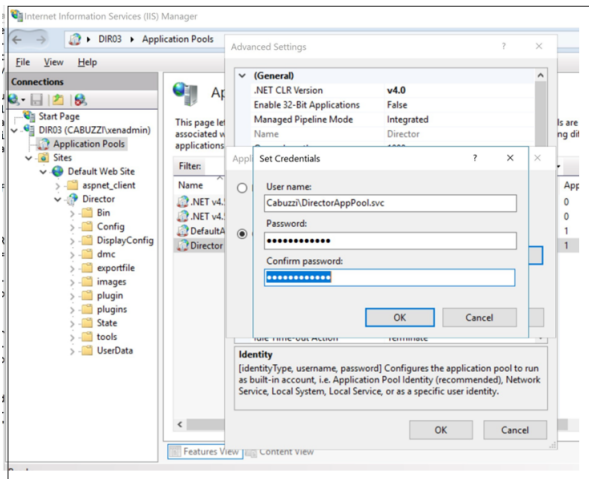 Internet Information Services (IIS) Manager
DIR03 ▸ Application Pools
File View Help
Connections
Start Page
DIR03 (CABUZZI\xenadmin)
Application Pools
Sites
Default Web Site
aspnet_client
Director
Bin
Config
DisplayConfig
dmc
exportfile
images
plugin
plugins
State
tools
UserData
This page
associated w
applications
Filter:
Name
.NET v4.
.NET v4.
DefaultA
Director
App
0
0
1
1
Features View
Content View
Advanced Settings
(General)
.NET CLR Version v4.0
Enable 32-Bit Applications False
Managed Pipeline Mode Integrated
Name Director
Set Credentials
User name:
Cabuzzi\DirectorAppPool.svc
Password:
●●●●●●●●●●●●
Confirm password:
●●●●●●●●●●●●
OK Cancel
Idle Time-out Action Terminate
Identity
[identityType, username, password] Configures the application pool to run
as built-in account, i.e. Application Pool Identity (recommended), Network
Service, Local System, Local Service, or as a specific user identity.
OK Cancel